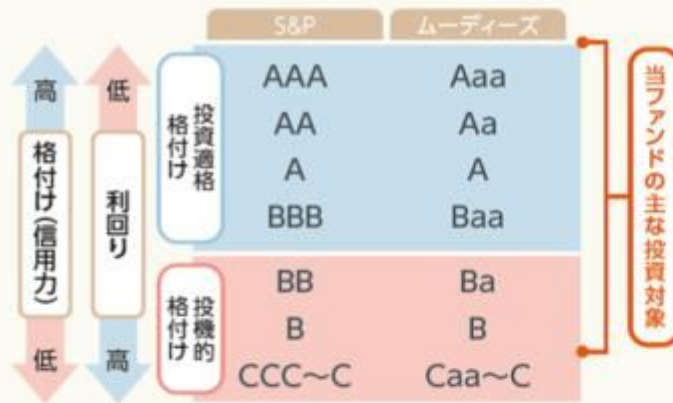 S&P
ムーディーズ
高
格付け（信用力）
低
低
利回り
高
投資適格
格付け
AAA
Aaa
AA
Aa
A
A
BBB
Baa
投機的
格付け
BB
Ba
B
B
CCC～C
Caa～C
当ファンドの主な投資対象